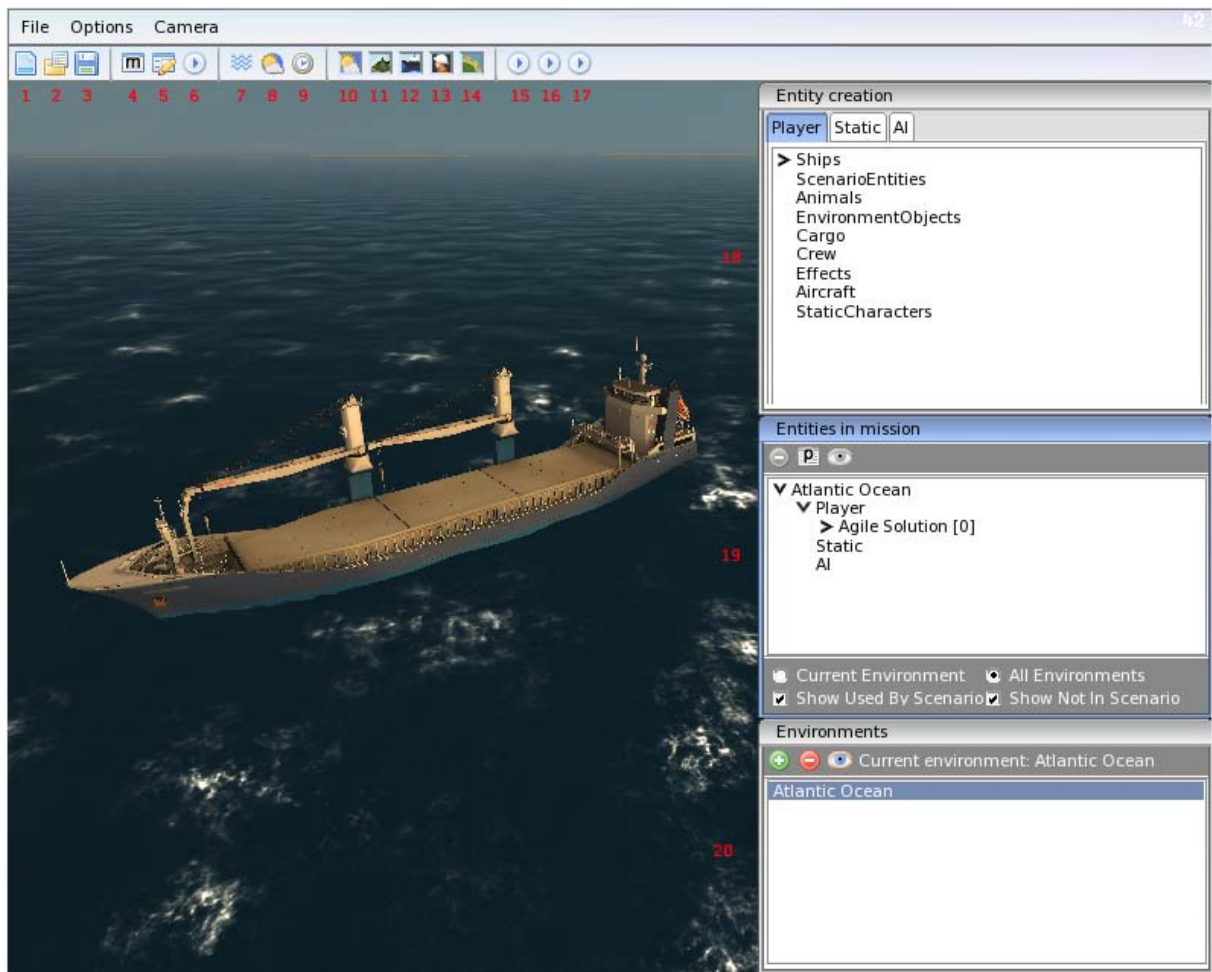 File Options Camera
42
m
1 2 3 4 5 6 7 8 9 10 11 12 13 14 15 16 17
Entity creation
Player Static AI
Ships
ScenarioEntities
Animals
EnvironmentObjects
Cargo
Crew
Effects
Aircraft
StaticCharacters
18
Entities in mission
p
Atlantic Ocean
Player
Agile Solution [0]
Static
AI
19
Current Environment All Environments
Show Used By Scenario Show Not In Scenario
Environments
Current environment: Atlantic Ocean
Atlantic Ocean
20